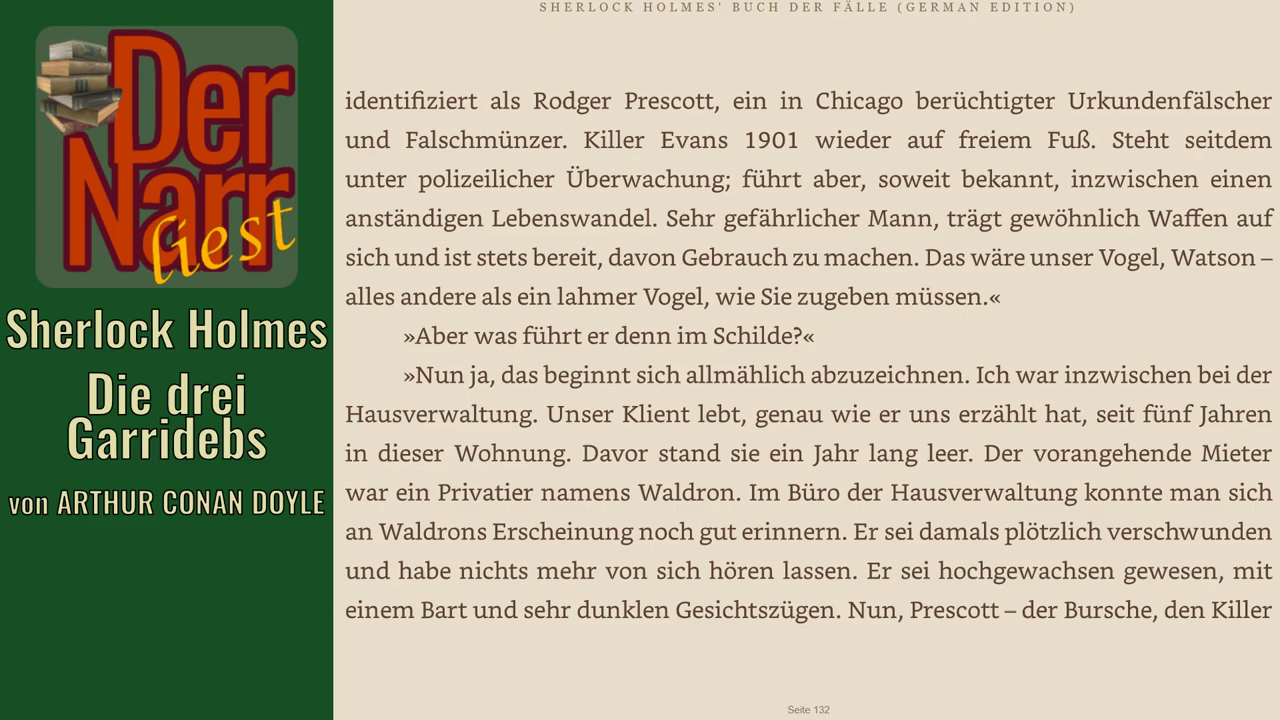 Der
Narr
liest
Sherlock Holmes
Die drei
Garridebs
von ARTHUR CONAN DOYLE
SHERLOCK HOLMES' BUCH DER FÄLLE (GERMAN EDITION)
identifiziert als Rodger Prescott, ein in Chicago berüchtigter Urkundenfälscher
und Falschmünzer. Killer Evans 1901 wieder auf freiem Fuß. Steht seitdem
unter polizeilicher Überwachung; führt aber, soweit bekannt, inzwischen einen
anständigen Lebenswandel. Sehr gefährlicher Mann, trägt gewöhnlich Waffen auf
sich und ist stets bereit, davon Gebrauch zu machen. Das wäre unser Vogel, Watson –
alles andere als ein lahmer Vogel, wie Sie zugeben müssen.«
»Aber was führt er denn im Schilde?«
»Nun ja, das beginnt sich allmählich abzuzeichnen. Ich war inzwischen bei der
Hausverwaltung. Unser Klient lebt, genau wie er uns erzählt hat, seit fünf Jahren
in dieser Wohnung. Davor stand sie ein Jahr lang leer. Der vorangehende Mieter
war ein Privatier namens Waldron. Im Büro der Hausverwaltung konnte man sich
an Waldrons Erscheinung noch gut erinnern. Er sei damals plötzlich verschwunden
und habe nichts mehr von sich hören lassen. Er sei hochgewachsen gewesen, mit
einem Bart und sehr dunklen Gesichtszügen. Nun, Prescott – der Bursche, den Killer
Seite 132